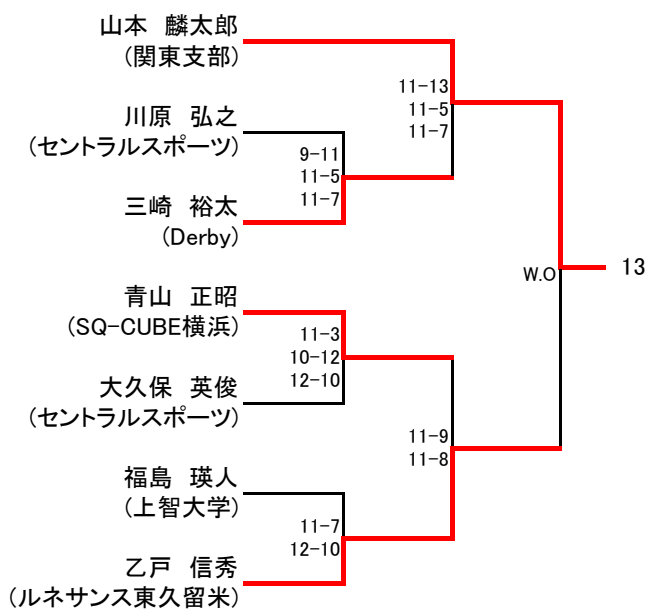 山本 麟太郎
(関東支部)
11-13
11-5
11-7
川原 弘之
(セントラルスポーツ)
9-11
11-5
11-7
三崎 裕太
(Derby)
W.O
13
青山 正昭
(SQ-CUBE横浜)
11-3
10-12
12-10
大久保 英俊
(セントラルスポーツ)
11-9
11-8
福島 瑛人
(上智大学)
11-7
12-10
乙戸 信秀
(ルネサンス東久留米)